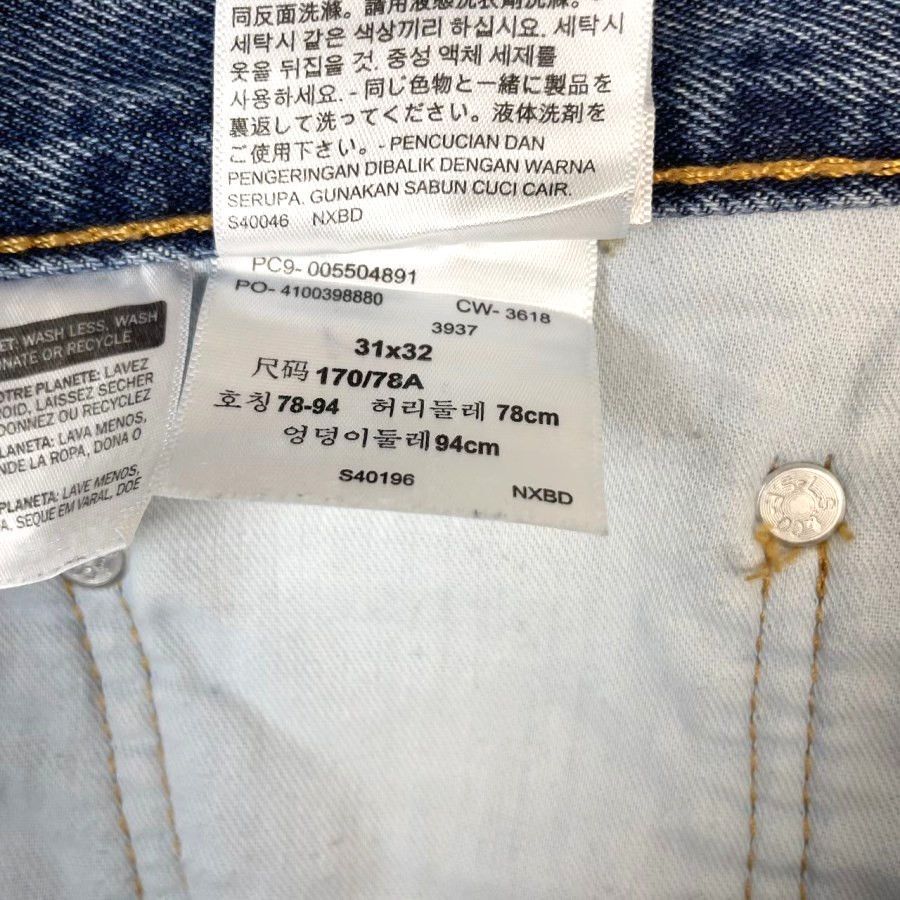 同反面洗滌。請用液態洗衣劑洗滌。-
세탁시 같은 색상끼리 하십시요. 세탁시
옷을 뒤집을 것. 중성 액체 세제를
사용하세요. - 同じ色物と一緒に製品を
裏返して洗ってください。液体洗剤を
ご使用下さい。- PENCUCIAN DAN
PENGERINGAN DIBALIK DENGAN WARNA
SERUPA. GUNAKAN SABUN CUCI CAIR.
S40046 NXBD
PC9- 005504891
PO- 4100398880 CW- 3618
3937
31x32
尺码 170/78A
호칭 78-94 허리둘레 78cm
엉덩이둘레 94cm
S40196
NXBD
ET: WASH LESS, WASH
NATE OR RECYCLE
OTRE PLANETE: LAVEZ
ROID, LAISSEZ SECHER
DONNEZ OU RECYCLEZ
LANETA: LAVA MENOS,
NDE LA ROPA, DONA O
PLANETA: LAVE MENOS,
A, SEQUE EM VARAL, DOE